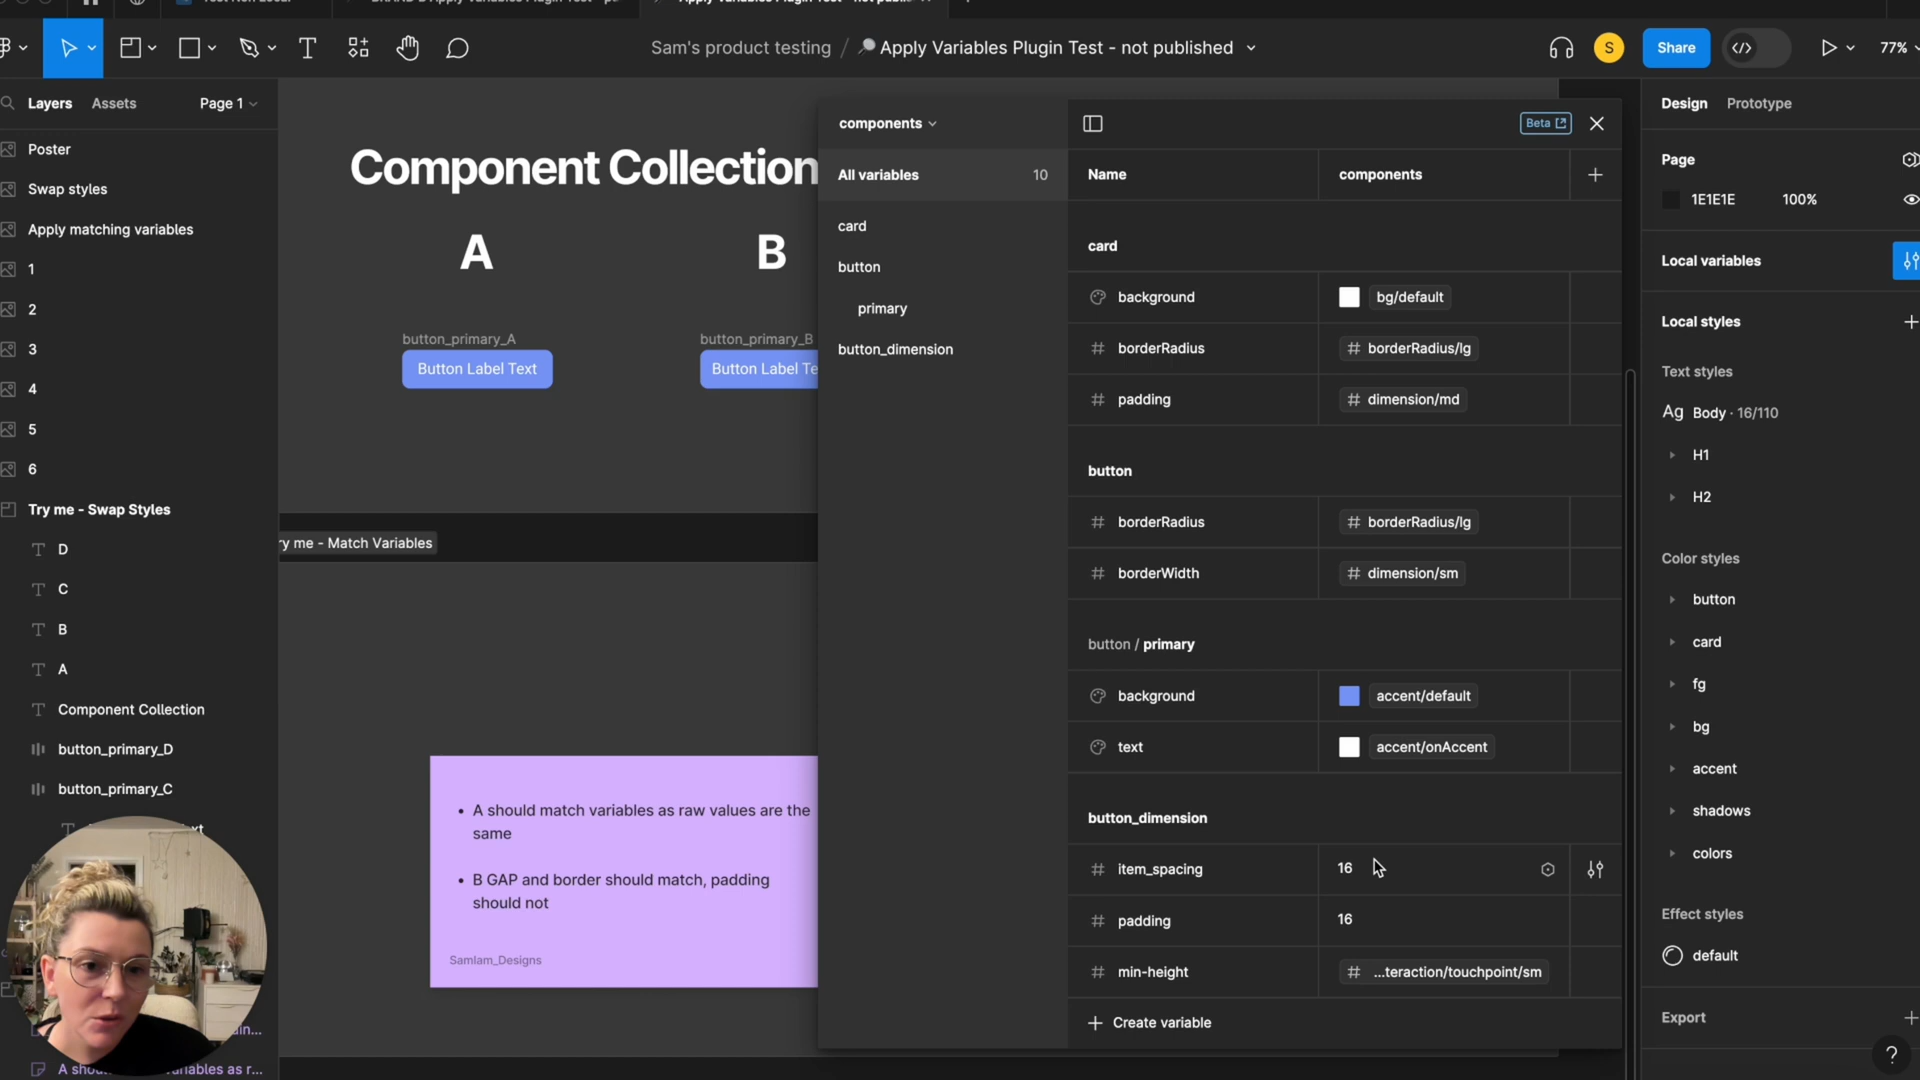 Sam's product testing / Apply Variables Plugin Test - not published
S
Share
77%
Layers
Assets
Page 1
Poster
Swap styles
Apply matching variables
1
2
3
4
5
6
Try me - Swap Styles
D
C
B
A
Component Collection
button_primary_D
button_primary_C
Component Collection
A
B
button_primary_A
Button Label Text
button_primary_B
Button Label Te
ry me - Match Variables
• A should match variables as raw values are the
same
• B GAP and border should match, padding
should not
Samlam_Designs
components
All variables 10
card
button
primary
button_dimension
Beta
Name
components
card
background
bg/default
borderRadius
borderRadius/lg
padding
dimension/md
button
borderRadius
borderRadius/lg
borderWidth
dimension/sm
button / primary
background
accent/default
text
accent/onAccent
button_dimension
item_spacing
16
padding
16
min-height
...teraction/touchpoint/sm
Create variable
Design
Prototype
Page
1E1E1E
100%
Local variables
Local styles
Text styles
Ag Body · 16/110
H1
H2
Color styles
button
card
fg
bg
accent
shadows
colors
Effect styles
default
Export
?